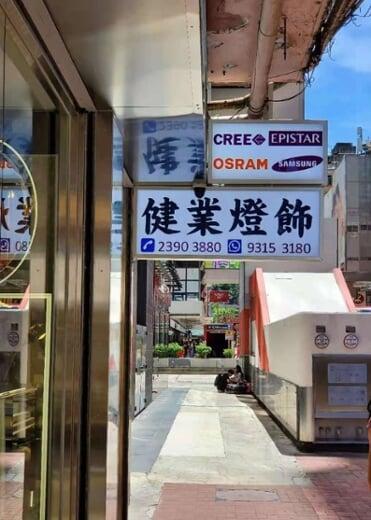 CREE EPISTAR
OSRAM SAMSUNG
健業燈飾
2390 3880 9315 3180